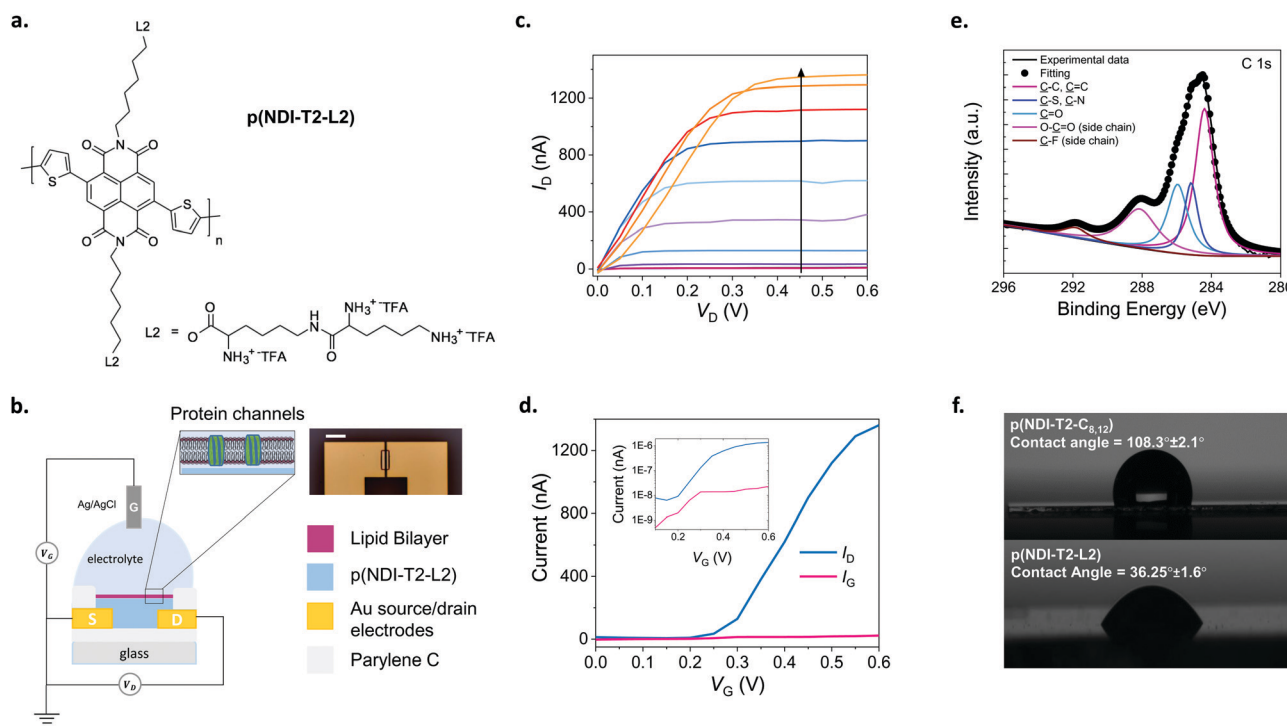 a.
L2
O
N
O
S
S
n
O
N
O
L2
p(NDI-T2-L2)
L2 =
O
O
NH3+-TFA
H
N
O
NH3+-TFA
NH3+-TFA
b.
Protein channels
Ag/AgCl
G
VG
electrolyte
S
D
glass
VD
Lipid Bilayer
p(NDI-T2-L2)
Au source/drain
electrodes
Parylene C
c.
1200
800
400
0
ID (nA)
0.0 0.1 0.2 0.3 0.4 0.5 0.6
VD (V)
d.
1200
800
400
0
Current (nA)
0.0 0.1 0.2 0.3 0.4 0.5 0.6
VG (V)
1E-6
1E-7
1E-8
1E-9
Current (nA)
0.2 0.4 0.6
VG (V)
ID
IG
e.
Experimental data
Fitting
C-C, C=C
C-S, C-N
C=O
O-C=O (side chain)
C-F (side chain)
C 1s
Intensity (a.u.)
296 292 288 284 280
Binding Energy (eV)
f.
p(NDI-T2-C8,12)
Contact angle = 108.3°±2.1°
p(NDI-T2-L2)
Contact Angle = 36.25°±1.6°